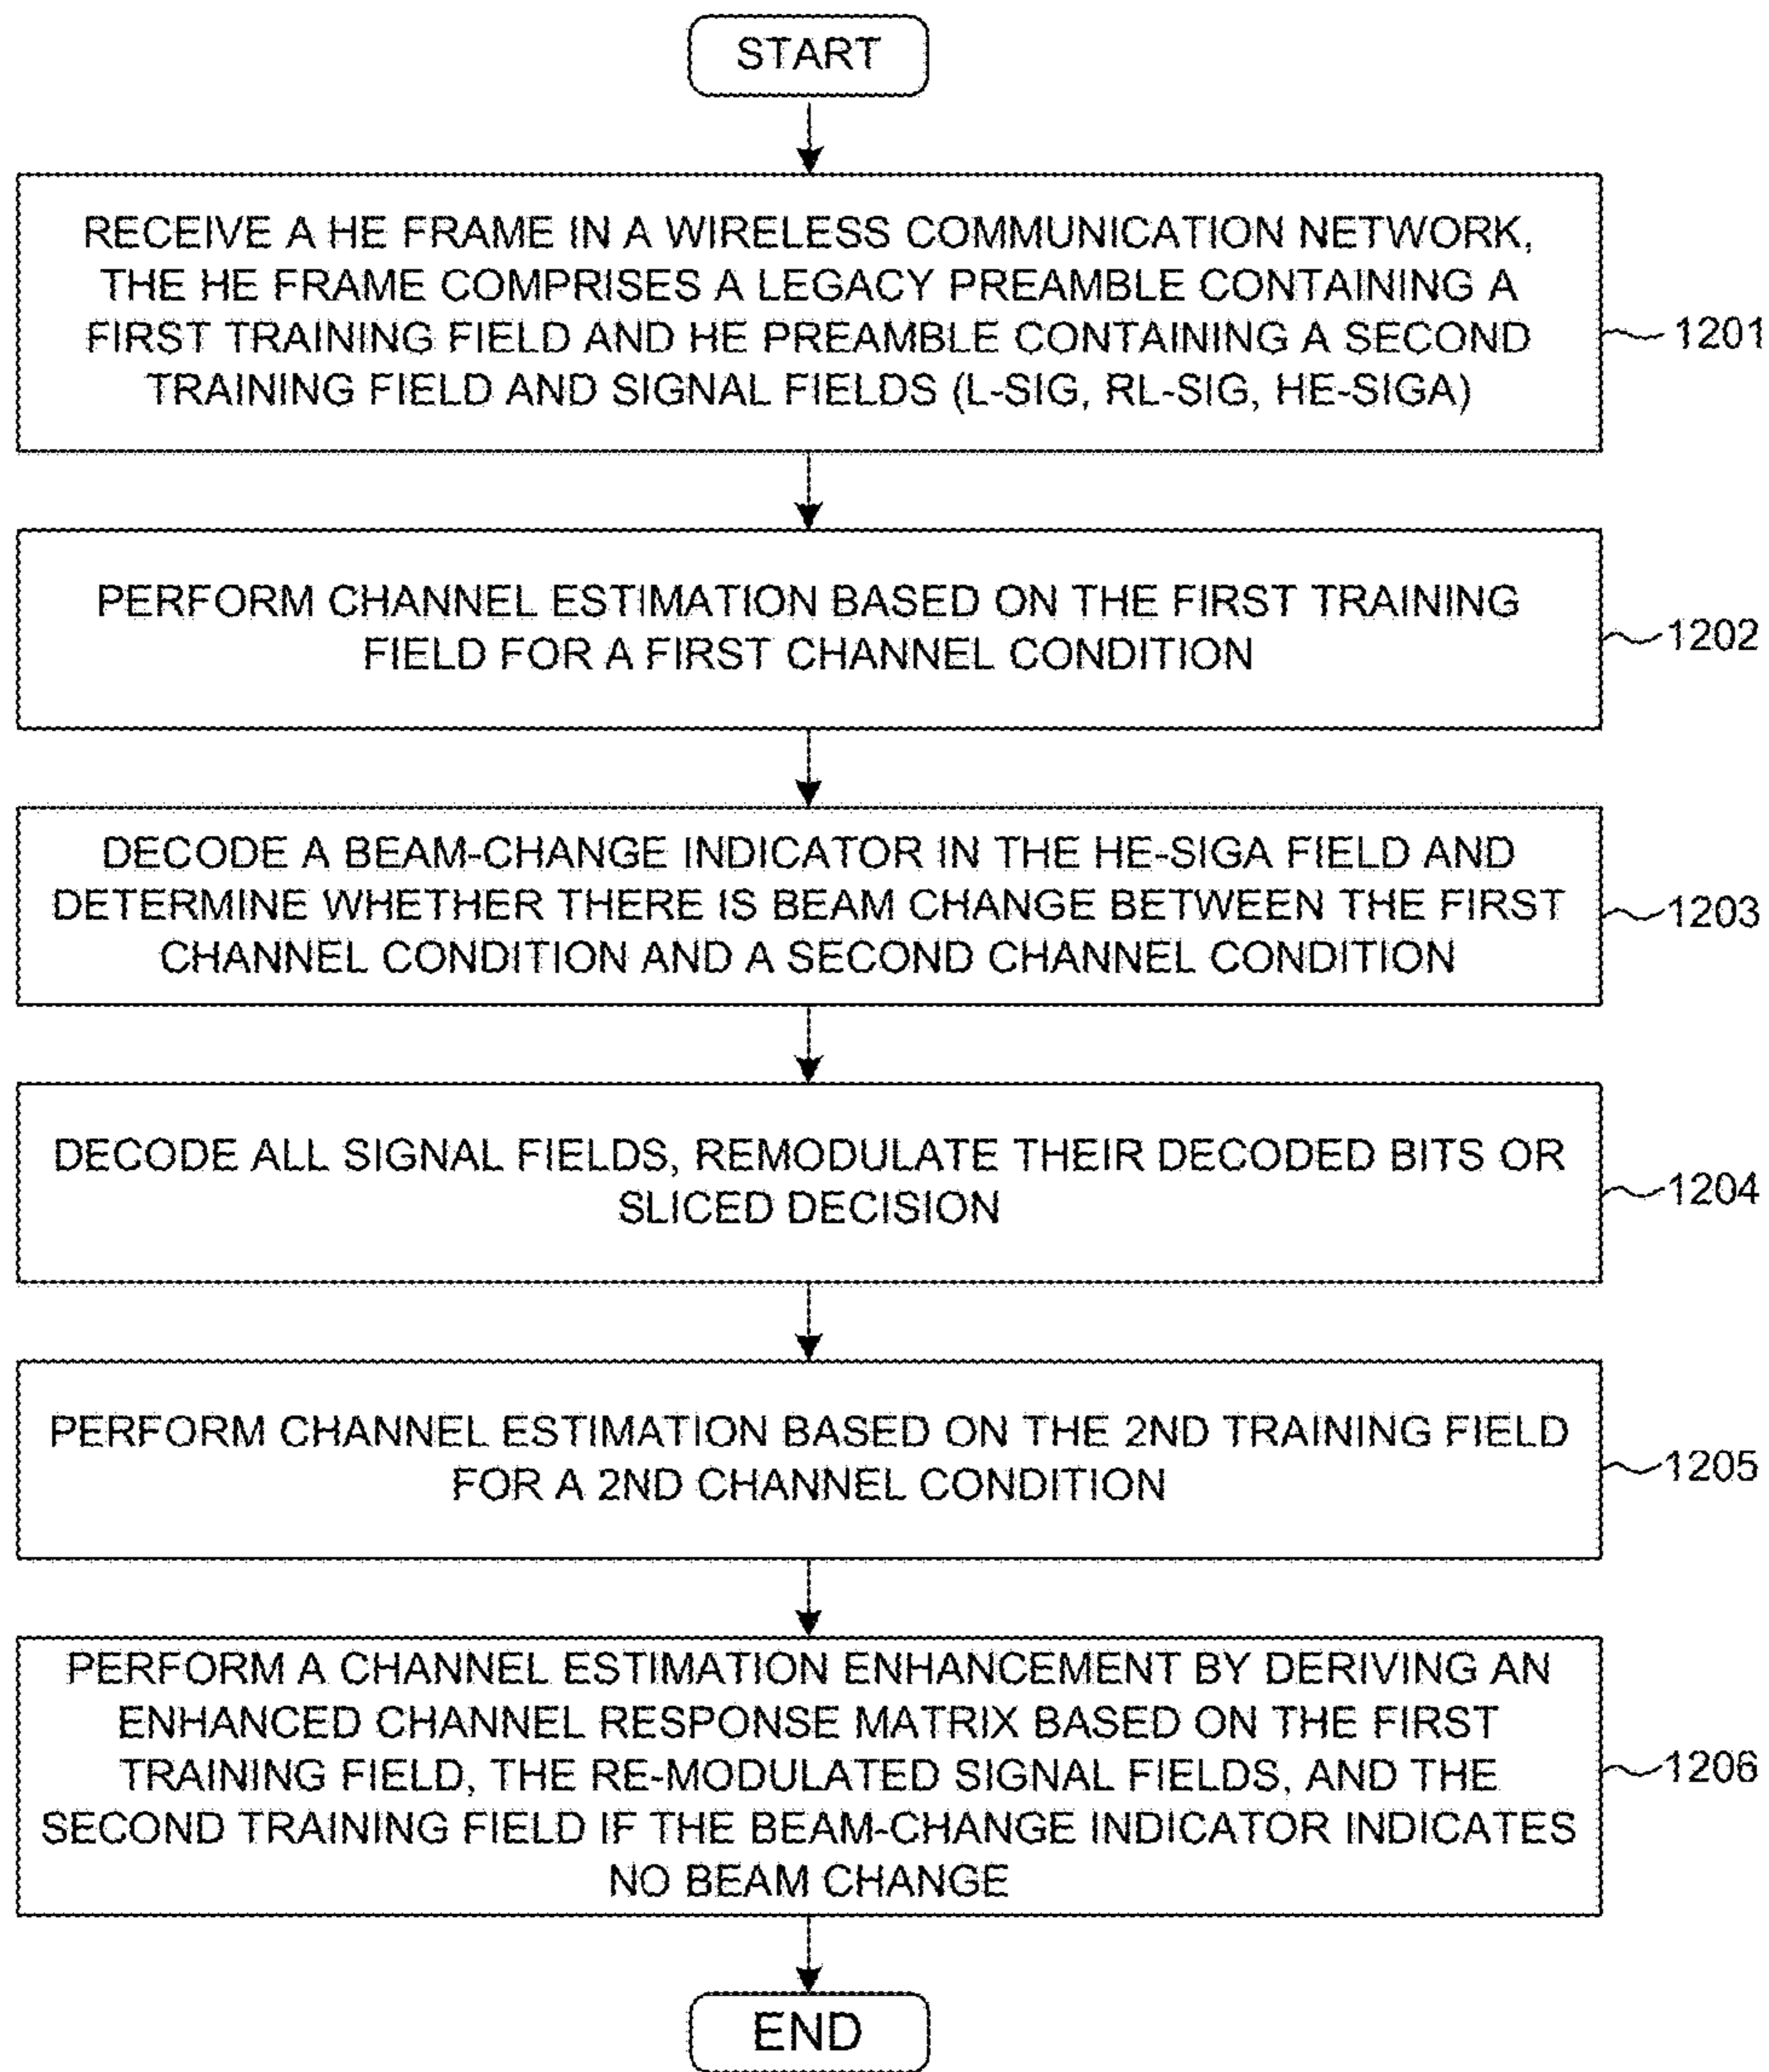 START
RECEIVE A HE FRAME IN A WIRELESS COMMUNICATION NETWORK,
THE HE FRAME COMPRISES A LEGACY PREAMBLE CONTAINING A
FIRST TRAINING FIELD AND HE PREAMBLE CONTAINING A SECOND
TRAINING FIELD AND SIGNAL FIELDS (L-SIG, RL-SIG, HE-SIGA)
1201
PERFORM CHANNEL ESTIMATION BASED ON THE FIRST TRAINING
FIELD FOR A FIRST CHANNEL CONDITION
1202
DECODE A BEAM-CHANGE INDICATOR IN THE HE-SIGA FIELD AND
DETERMINE WHETHER THERE IS BEAM CHANGE BETWEEN THE FIRST
CHANNEL CONDITION AND A SECOND CHANNEL CONDITION
1203
DECODE ALL SIGNAL FIELDS, REMODULATE THEIR DECODED BITS OR
SLICED DECISION
1204
PERFORM CHANNEL ESTIMATION BASED ON THE 2ND TRAINING FIELD
FOR A 2ND CHANNEL CONDITION
1205
PERFORM A CHANNEL ESTIMATION ENHANCEMENT BY DERIVING AN
ENHANCED CHANNEL RESPONSE MATRIX BASED ON THE FIRST
TRAINING FIELD, THE RE-MODULATED SIGNAL FIELDS, AND THE
SECOND TRAINING FIELD IF THE BEAM-CHANGE INDICATOR INDICATES
NO BEAM CHANGE
1206
END